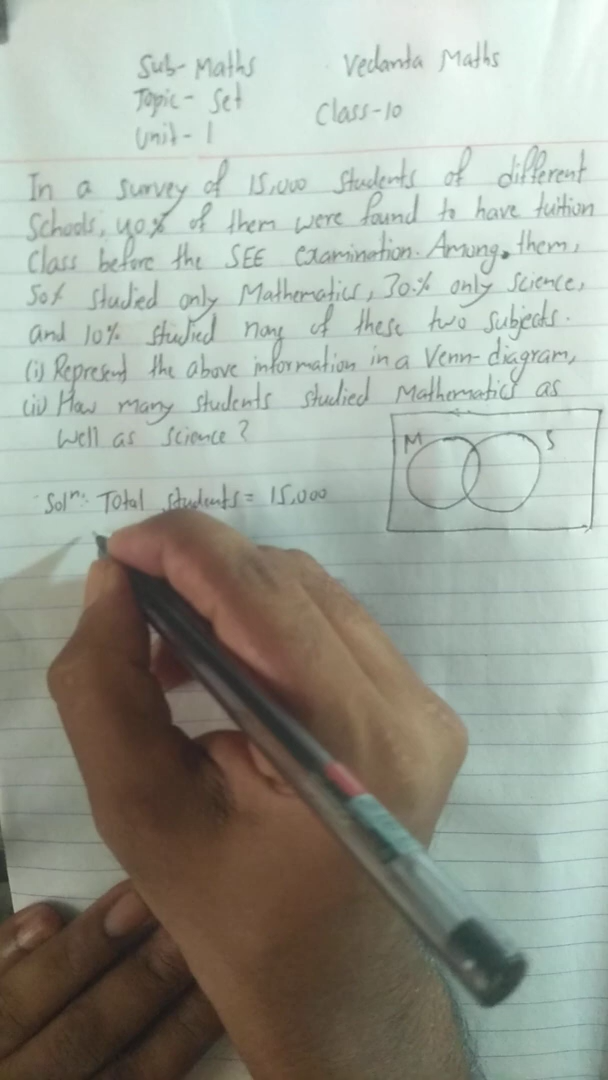 Sub- Maths Vedanta Maths
Topic- Set Class-10
Unit- 1
In a survey of 15,000 students of different
Schools, 40% of them were found to have tuition
Class before the SEE Examination. Among them,
50% studied only Mathematics, 30% only science,
and 10% studied none of these two subjects.
(i) Represent the above information in a Venn-diagram,
(ii) How many students studied Mathematics as
well as science?
M S
Solⁿ: Total students = 15,000